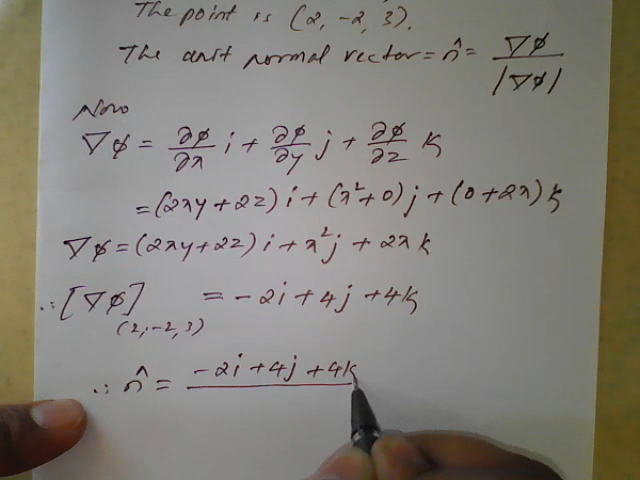 The point is (2, -2, 3).
The unit normal vector = n̂ = ∇φ / |∇φ|
Now
∇φ = ∂φ/∂x i + ∂φ/∂y j + ∂φ/∂z k
= (2xy + 2z) i + (x² + 0) j + (0 + 2x) k
∇φ = (2xy + 2z) i + x² j + 2x k
∴ [∇φ](2, -2, 3) = -2i + 4j + 4k
∴ n̂ = -2i + 4j + 4k